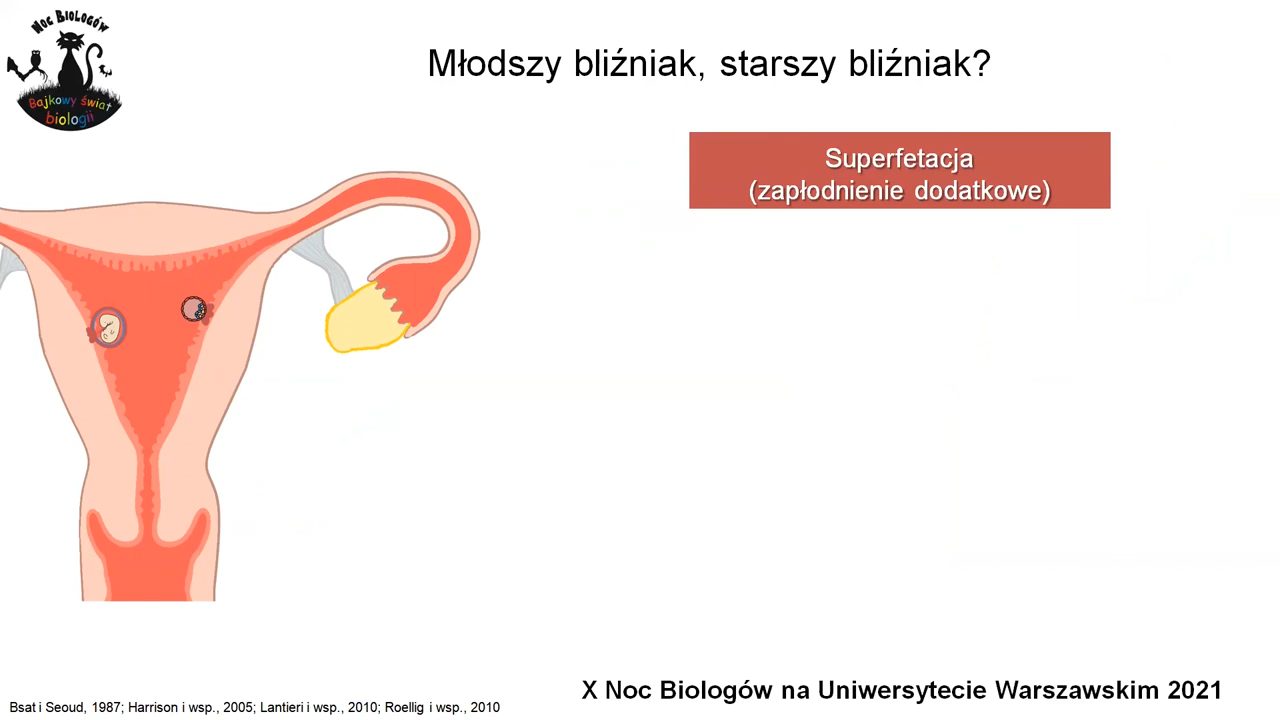 Noc Biologów
Bajkowy świat
biologii
Młodszy bliźniak, starszy bliźniak?
Superfetacja
(zapłodnienie dodatkowe)
X Noc Biologów na Uniwersytecie Warszawskim 2021
Bsat i Seoud, 1987; Harrison i wsp., 2005; Lantieri i wsp., 2010; Roellig i wsp., 2010